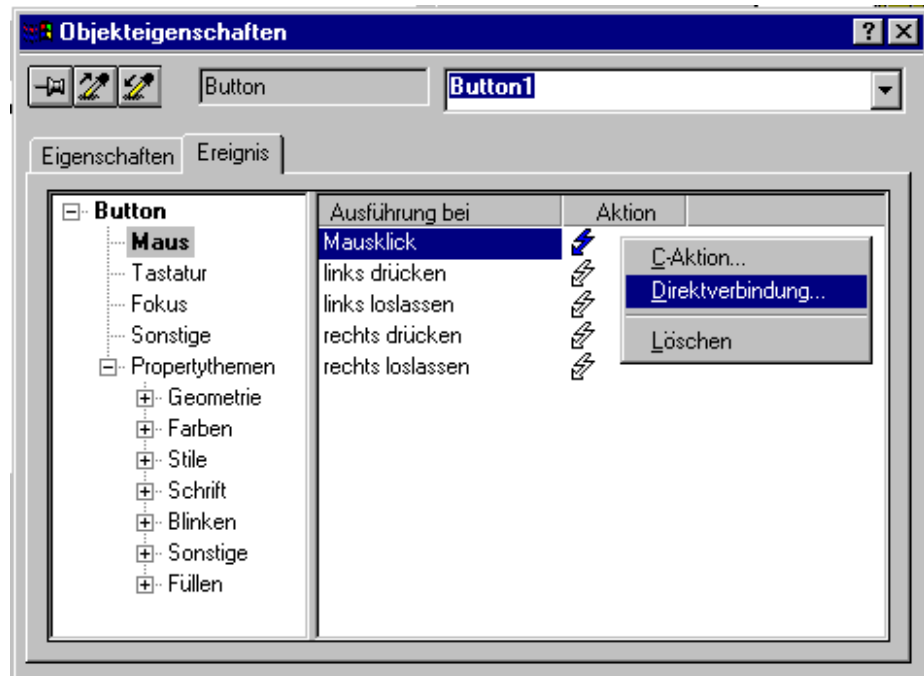 Objekteigenschaften
Button
Button1
Eigenschaften
Ereignis
Button
Maus
Tastatur
Fokus
Sonstige
Propertythemen
Geometrie
Farben
Stile
Schrift
Blinken
Sonstige
Füllen
Ausführung bei Aktion
Mausklick
links drücken
links loslassen
rechts drücken
rechts loslassen
C-Aktion...
Direktverbindung...
Löschen